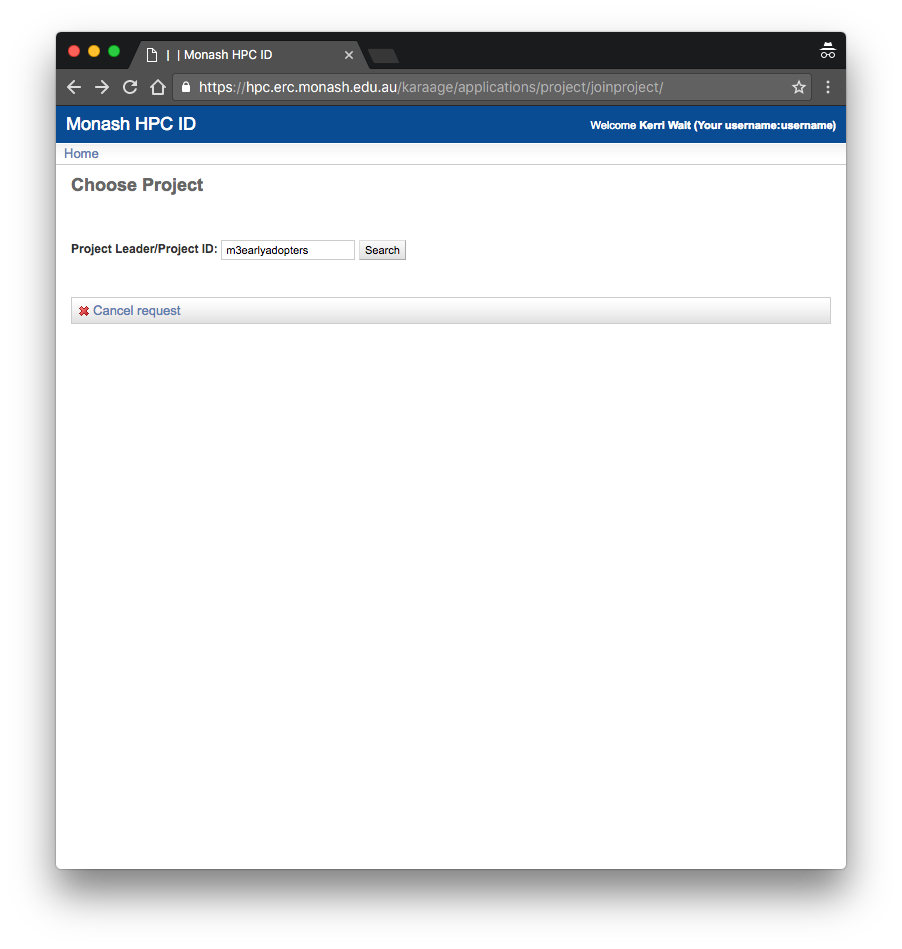 | | Monash HPC ID
https://hpc.erc.monash.edu.au/karaage/applications/project/joinproject/
Monash HPC ID Welcome Kerri Wait (Your username:username)
Home
Choose Project
Project Leader/Project ID: m3earlyadopters Search
Cancel request